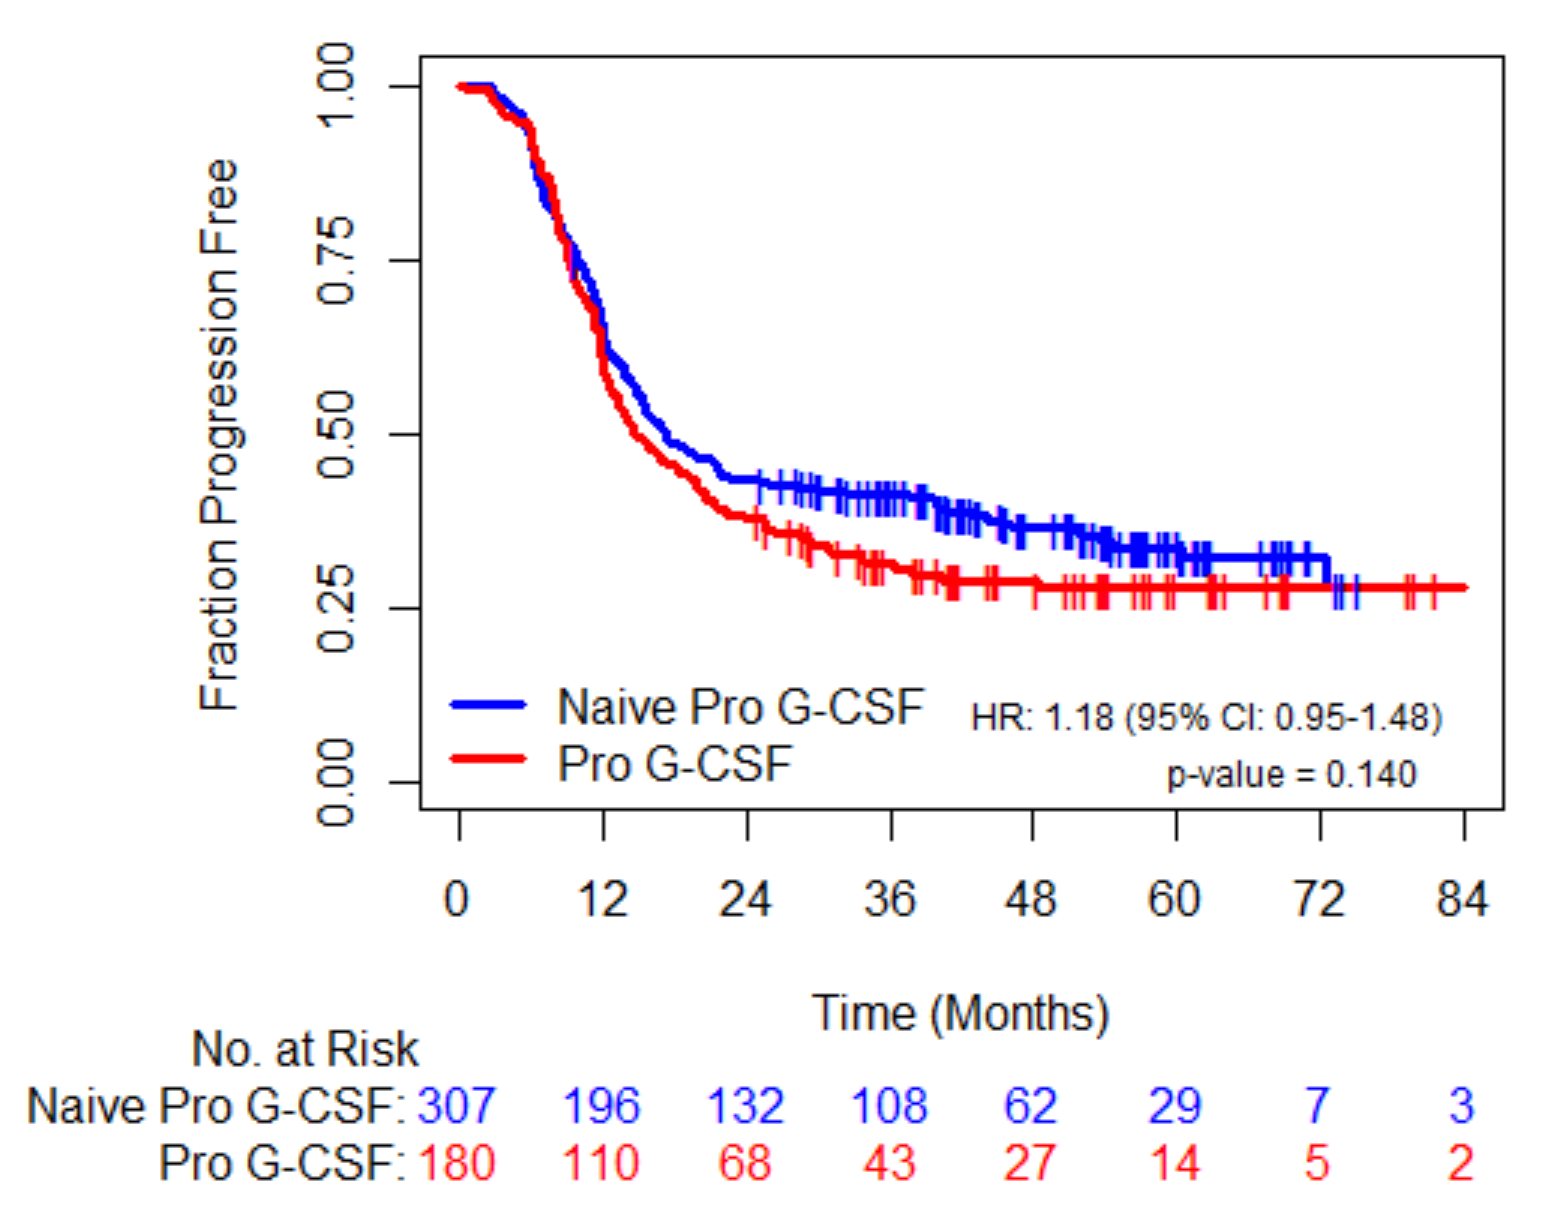 Fraction Progression Free
1.00
0.75
0.50
0.25
0.00
Naive Pro G-CSF
Pro G-CSF
HR: 1.18 (95% CI: 0.95-1.48)
p-value = 0.140
0 12 24 36 48 60 72 84
Time (Months)
No. at Risk
Naive Pro G-CSF: 307 196 132 108 62 29 7 3
Pro G-CSF: 180 110 68 43 27 14 5 2